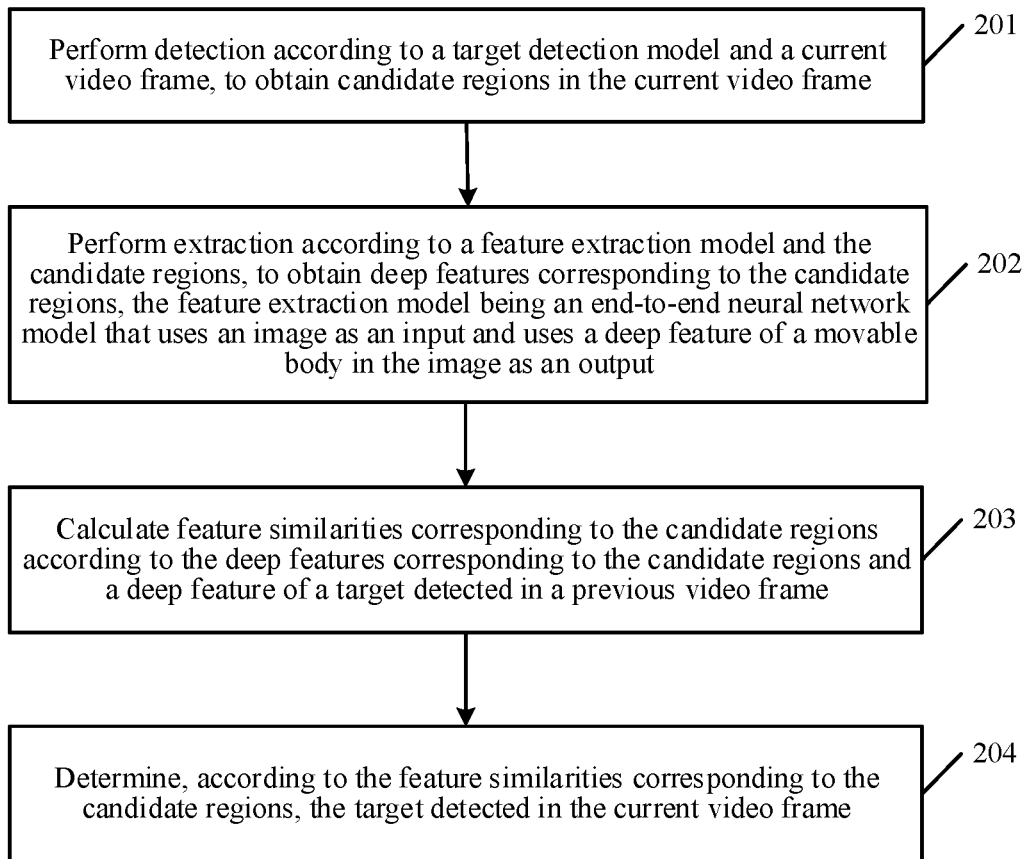 201
Perform detection according to a target detection model and a current
video frame, to obtain candidate regions in the current video frame
202
Perform extraction according to a feature extraction model and the
candidate regions, to obtain deep features corresponding to the candidate
regions, the feature extraction model being an end-to-end neural network
model that uses an image as an input and uses a deep feature of a movable
body in the image as an output
203
Calculate feature similarities corresponding to the candidate regions
according to the deep features corresponding to the candidate regions and
a deep feature of a target detected in a previous video frame
204
Determine, according to the feature similarities corresponding to the
candidate regions, the target detected in the current video frame